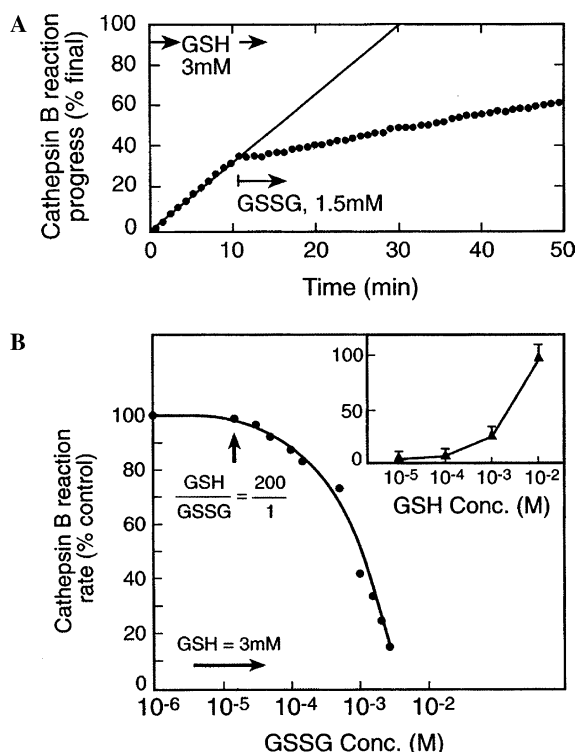 A
Cathepsin B reaction
progress (% final)
100
80
60
40
20
0
GSH
3mM
GSSG, 1.5mM
0
10
20
30
40
50
Time (min)
B
Cathepsin B reaction
rate (% control)
100
80
60
40
20
0
GSH
GSSG
=
200
1
GSH = 3mM
10-6
10-5
10-4
10-3
10-2
GSSG Conc. (M)
100
50
0
10-5
10-4
10-3
10-2
GSH Conc. (M)